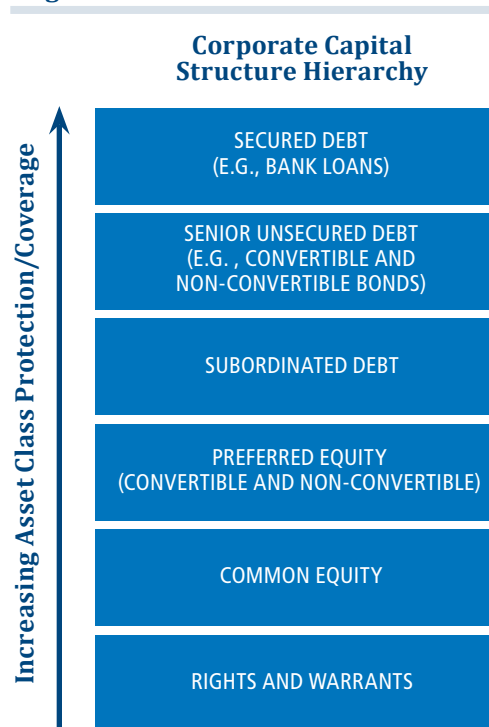 Corporate Capital
Structure Hierarchy
Increasing Asset Class Protection/Coverage
SECURED DEBT
(E.G., BANK LOANS)
SENIOR UNSECURED DEBT
(E.G. , CONVERTIBLE AND
NON-CONVERTIBLE BONDS)
SUBORDINATED DEBT
PREFERRED EQUITY
(CONVERTIBLE AND NON-CONVERTIBLE)
COMMON EQUITY
RIGHTS AND WARRANTS